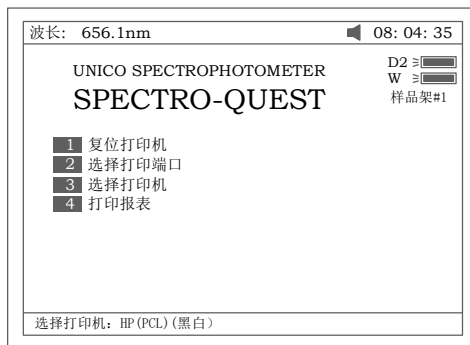 波长: 656.1nm 08: 04: 35
UNICO SPECTROPHOTOMETER
SPECTRO-QUEST
D2
W
样品架#1
1 复位打印机
2 选择打印端口
3 选择打印机
4 打印报表
选择打印机: HP(PCL)(黑白)